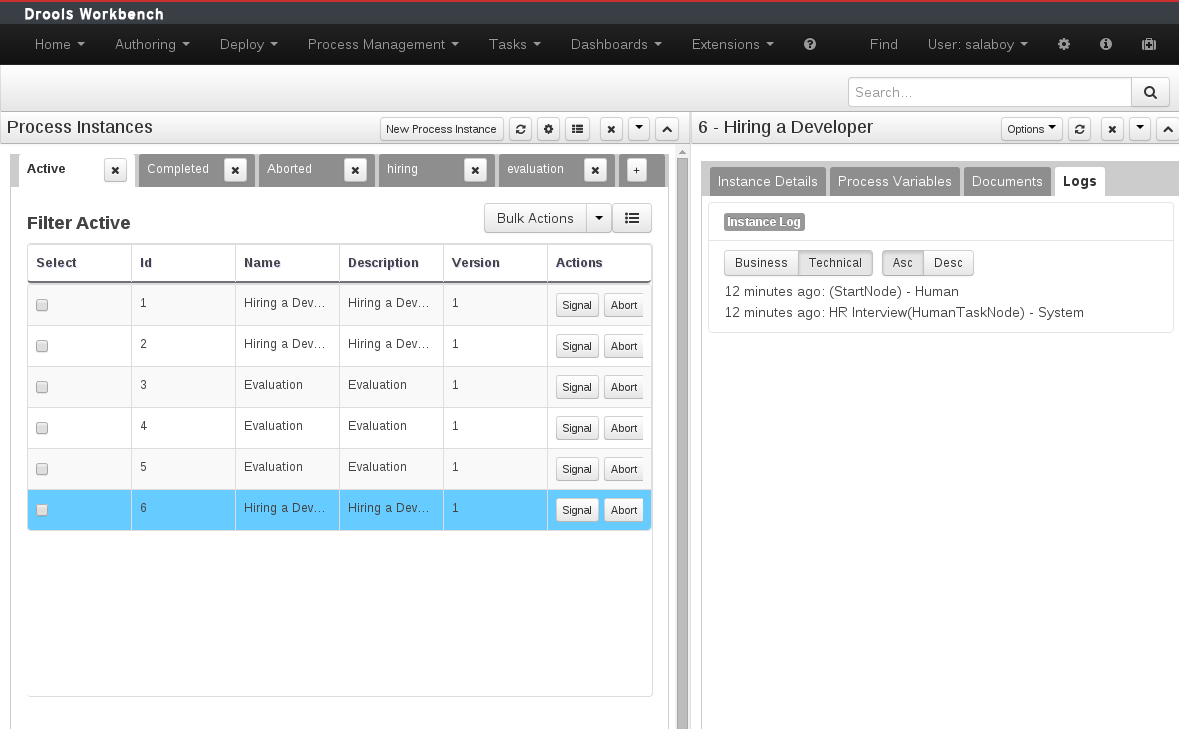 Drools Workbench
Home Authoring Deploy Process Management Tasks Dashboards Extensions Find User: salaboy
Search...
Process Instances New Process Instance
6 - Hiring a Developer Options
Active Completed Aborted hiring evaluation +
Instance Details Process Variables Documents Logs
Filter Active Bulk Actions
Instance Log
Select Id Name Description Version Actions
Business Technical Asc Desc
1 Hiring a Dev... Hiring a Dev... 1 Signal Abort
12 minutes ago: (StartNode) - Human
12 minutes ago: HR Interview(HumanTaskNode) - System
2 Hiring a Dev... Hiring a Dev... 1 Signal Abort
3 Evaluation Evaluation 1 Signal Abort
4 Evaluation Evaluation 1 Signal Abort
5 Evaluation Evaluation 1 Signal Abort
6 Hiring a Dev... Hiring a Dev... 1 Signal Abort